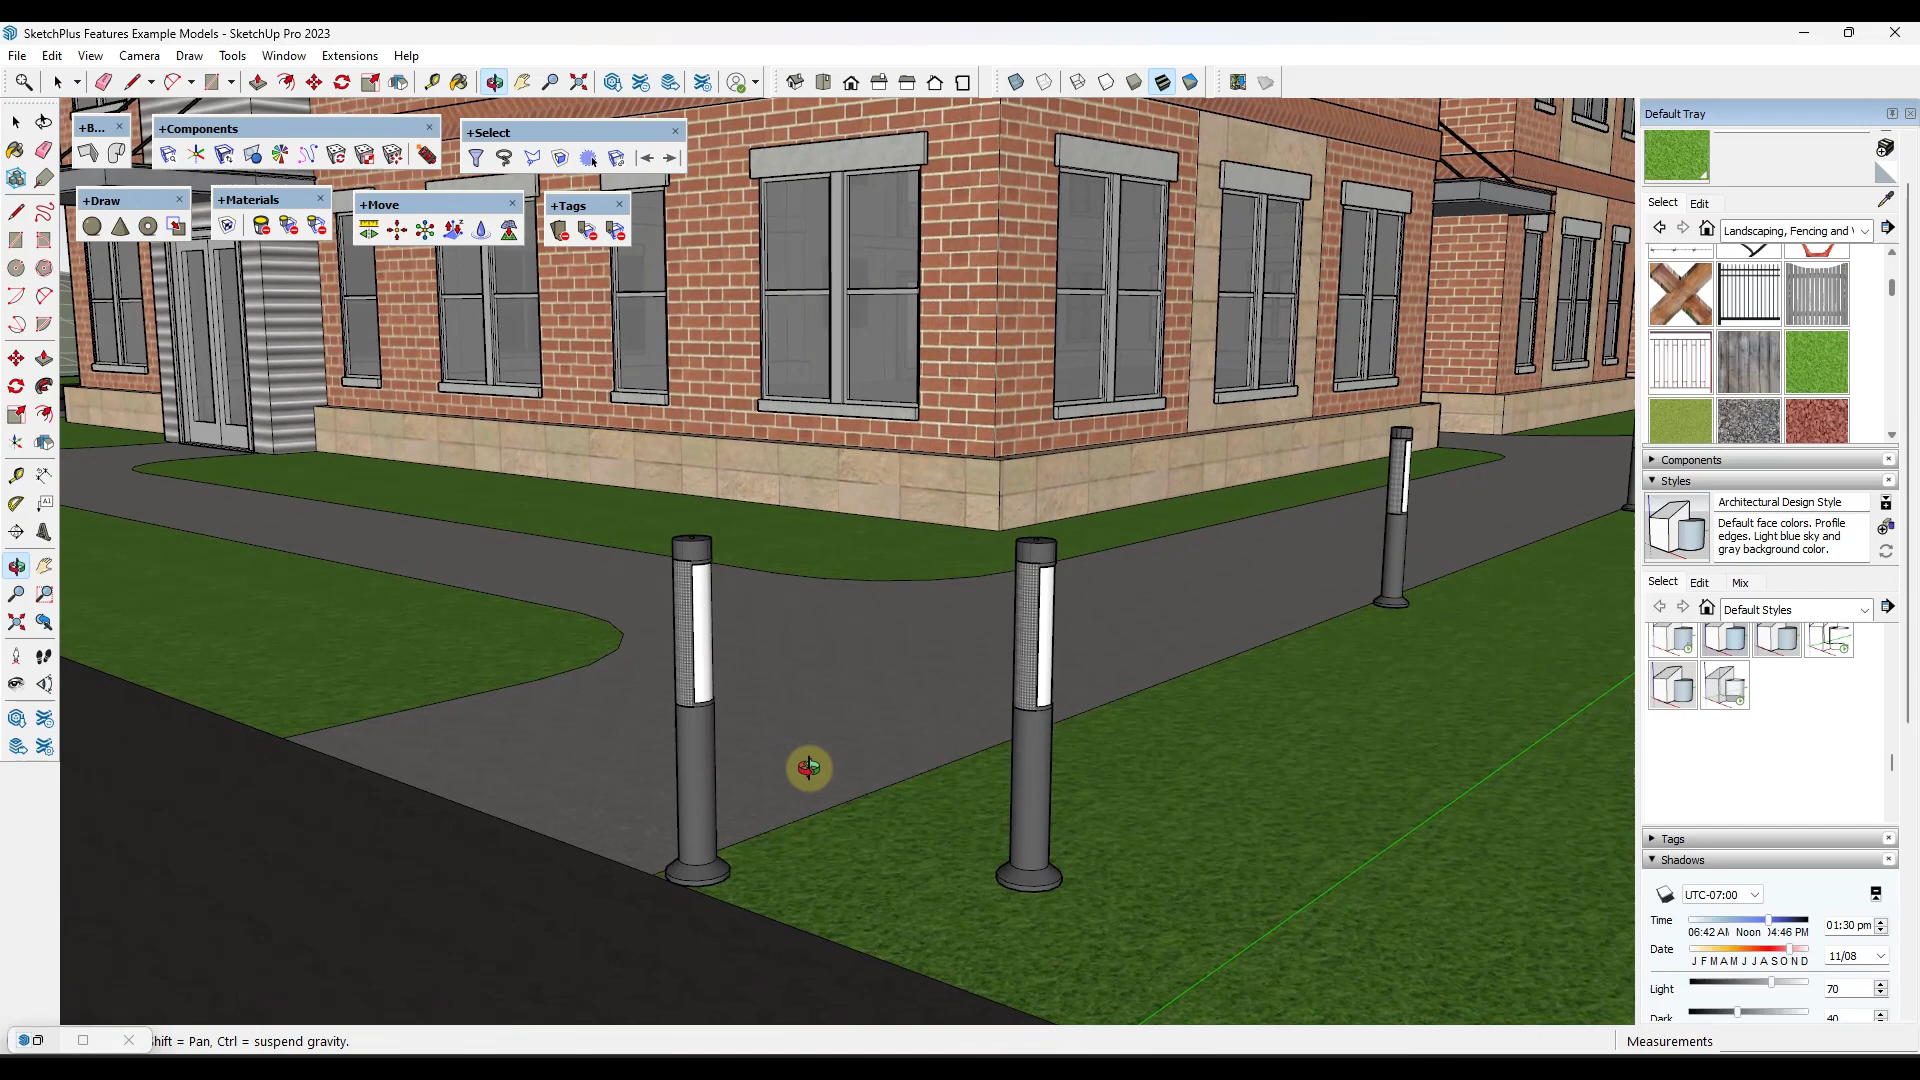 SketchPlus Features Example Models - SketchUp Pro 2023
File Edit View Camera Draw Tools Window Extensions Help
+B...
+Components
+Select
+Draw
+Materials
+Move
+Tags
Default Tray
Select Edit
Landscaping, Fencing and
Components
Styles
Architectural Design Style
Default face colors. Profile
edges. Light blue sky and
gray background color.
Select Edit Mix
Default Styles
Tags
Shadows
UTC-07:00
Time
01:30 pm
06:42 AM Noon 04:46 PM
Date
J F M A M J J A S O N D
11/08
Light
70
Dark
40
hift = Pan, Ctrl = suspend gravity.
Measurements